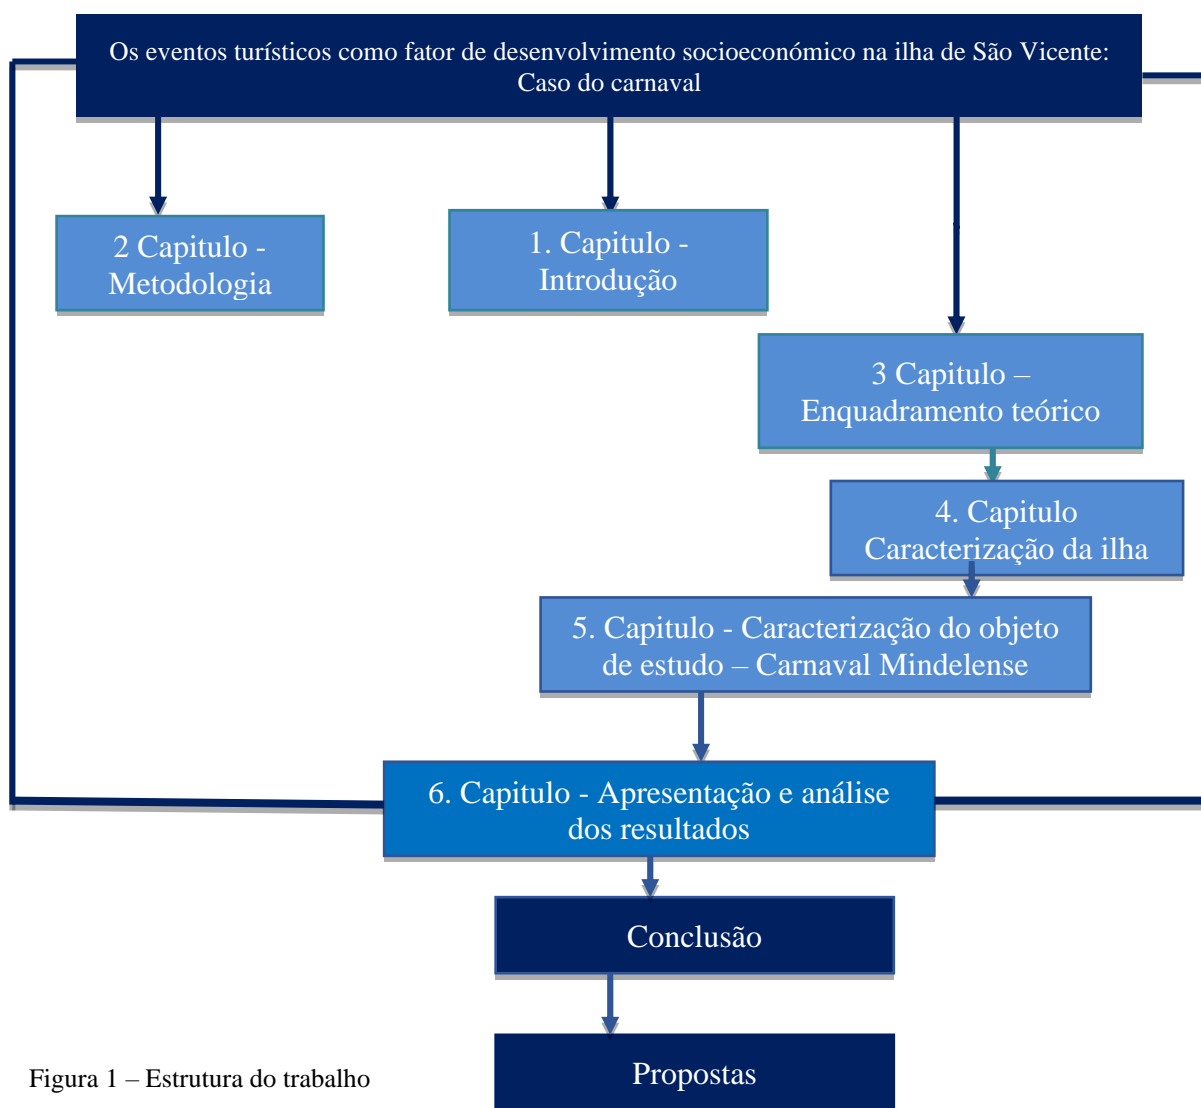 Os eventos turísticos como fator de desenvolvimento socioeconómico na ilha de São Vicente:
Caso do carnaval
2 Capitulo -
Metodologia
1. Capitulo -
Introdução
3 Capitulo –
Enquadramento teórico
4. Capitulo
Caracterização da ilha
5. Capitulo - Caracterização do objeto
de estudo – Carnaval Mindelense
6. Capitulo - Apresentação e análise
dos resultados
Conclusão
Propostas
Figura 1 – Estrutura do trabalho